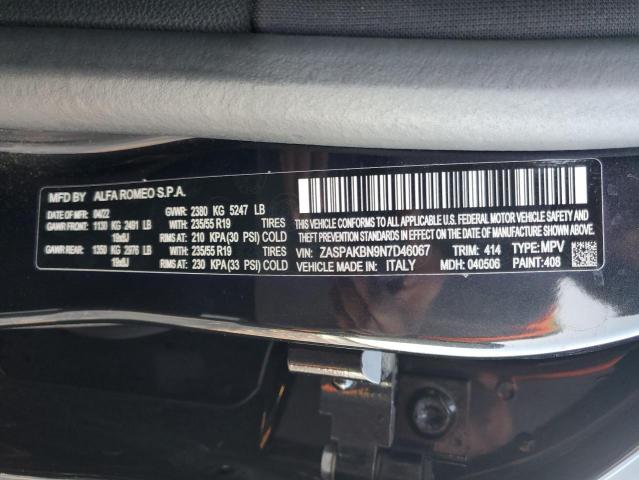 MFD BY ALFA ROMEO S.P.A.
DATE: 04/22 GVWR: 2380 KG 5247 LB
GAWR FRONT: 1130 KG 2491 LB WITH: 235/55 R19 TIRES
19x8J RIMS AT: 210 KPA(30 PSI) COLD
GAWR REAR: 1350 KG 2976 LB WITH: 235/55 R19 TIRES
19x8J RIMS AT: 230 KPA(33 PSI) COLD
THIS VEHICLE CONFORMS TO ALL APPLICABLE U.S. FEDERAL MOTOR VEHICLE SAFETY,
BUMPER, AND THEFT PREVENTION STANDARDS IN EFFECT ON THE DATE OF MANUFACTURE SHOWN ABOVE.
VIN: ZASPAKBN9N7D46067 TRIM: 414 TYPE: MPV
VEHICLE MADE IN: ITALY MDH: 040506 PAINT: 408